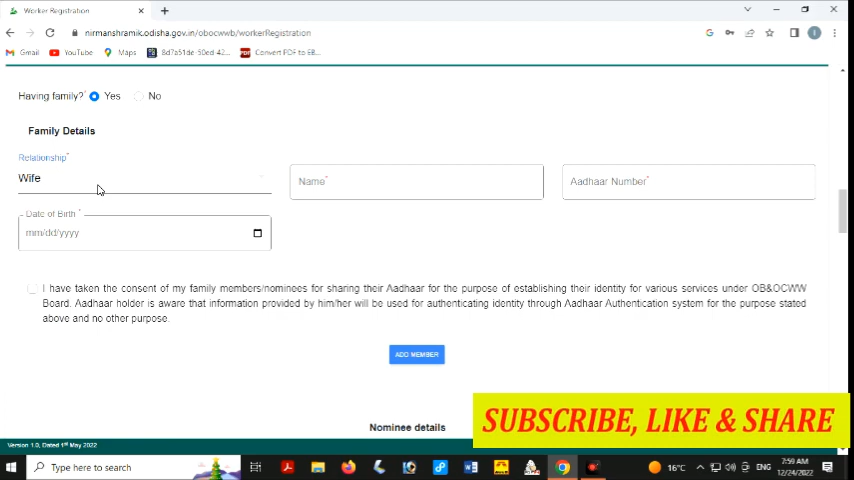 Worker Registration
nirmanshramik.odisha.gov.in/obocwwb/workerRegistration
Gmail YouTube Maps 8d7a51de-50ed-42... Convert PDF to EB...
Having family?* Yes No
Family Details
Relationship*
Wife
Name*
Aadhaar Number*
Date of Birth *
mm/dd/yyyy
I have taken the consent of my family members/nominees for sharing their Aadhaar for the purpose of establishing their identity for various services under OB&OCWW
Board. Aadhaar holder is aware that information provided by him/her will be used for authenticating identity through Aadhaar Authentication system for the purpose stated
above and no other purpose.
ADD MEMBER
SUBSCRIBE, LIKE & SHARE
Nominee details
Version 1.0, Dated 1st May 2022
Type here to search
16°C
ENG
7:59 AM
12/24/2022